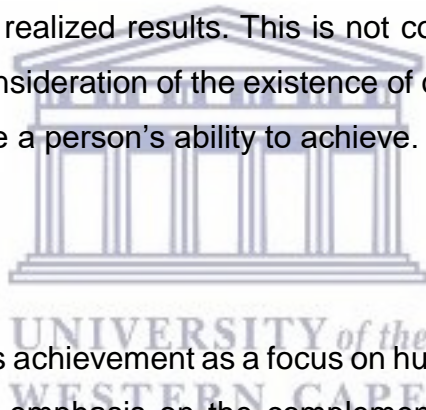 realized results. This is not co
nsideration of the existence of
e a person's ability to achieve.
UNIVERSITY of the
s achievement as a focus on hu
WESTERN CAPE
emphasis on the complemen